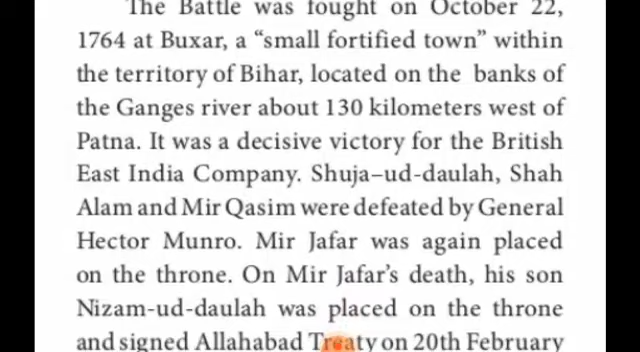 The Battle was fought on October 22,
1764 at Buxar, a “small fortified town” within
the territory of Bihar, located on the banks of
the Ganges river about 130 kilometers west of
Patna. It was a decisive victory for the British
East India Company. Shuja–ud-daulah, Shah
Alam and Mir Qasim were defeated by General
Hector Munro. Mir Jafar was again placed
on the throne. On Mir Jafar’s death, his son
Nizam-ud-daulah was placed on the throne
and signed Allahabad Treaty on 20th February